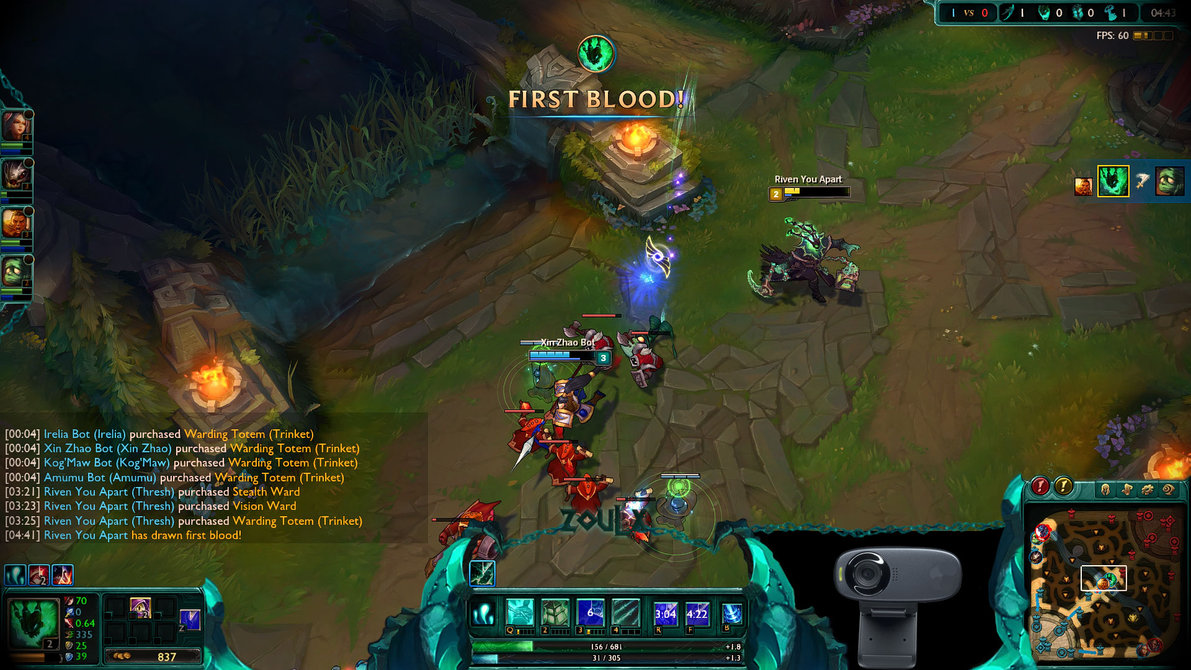 1 vs 0 1 0 0 1 04:43
FPS: 60
FIRST BLOOD!
Riven You Apart
2
Xin Zhao Bot
3
[00:04] Irelia Bot (Irelia) purchased Warding Totem (Trinket)
[00:04] Xin Zhao Bot (Xin Zhao) purchased Warding Totem (Trinket)
[00:04] Kog'Maw Bot (Kog'Maw) purchased Warding Totem (Trinket)
[00:04] Amumu Bot (Amumu) purchased Warding Totem (Trinket)
[03:21] Riven You Apart (Thresh) purchased Stealth Ward
[03:23] Riven You Apart (Thresh) purchased Vision Ward
[03:25] Riven You Apart (Thresh) purchased Warding Totem (Trinket)
[04:41] Riven You Apart has drawn first blood!
ZOULX
70
0
0.64
335
25
39
2
2
837
6 3:04 4:22
Q 2 3 4 R F B
156 / 681 +1.8
31 / 305 +1.3